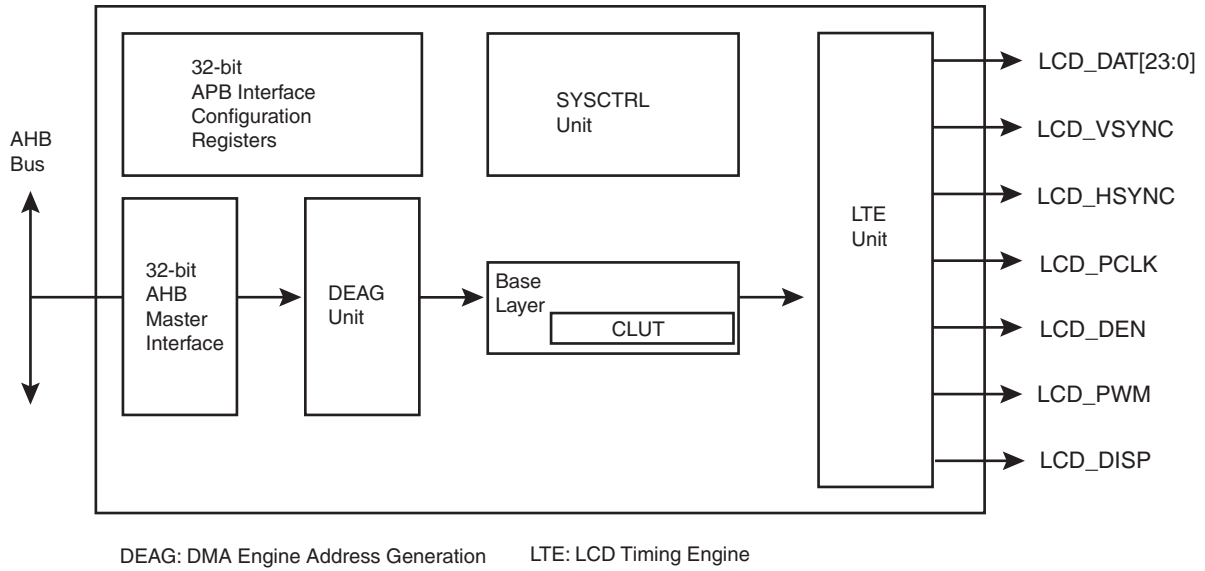 32-bit
APB Interface
Configuration
Registers
SYSCTRL
Unit
AHB
Bus
32-bit
AHB
Master
Interface
DEAG
Unit
Base
Layer
CLUT
LTE
Unit
LCD_DAT[23:0]
LCD_VSYNC
LCD_HSYNC
LCD_PCLK
LCD_DEN
LCD_PWM
LCD_DISP
DEAG: DMA Engine Address Generation
LTE: LCD Timing Engine